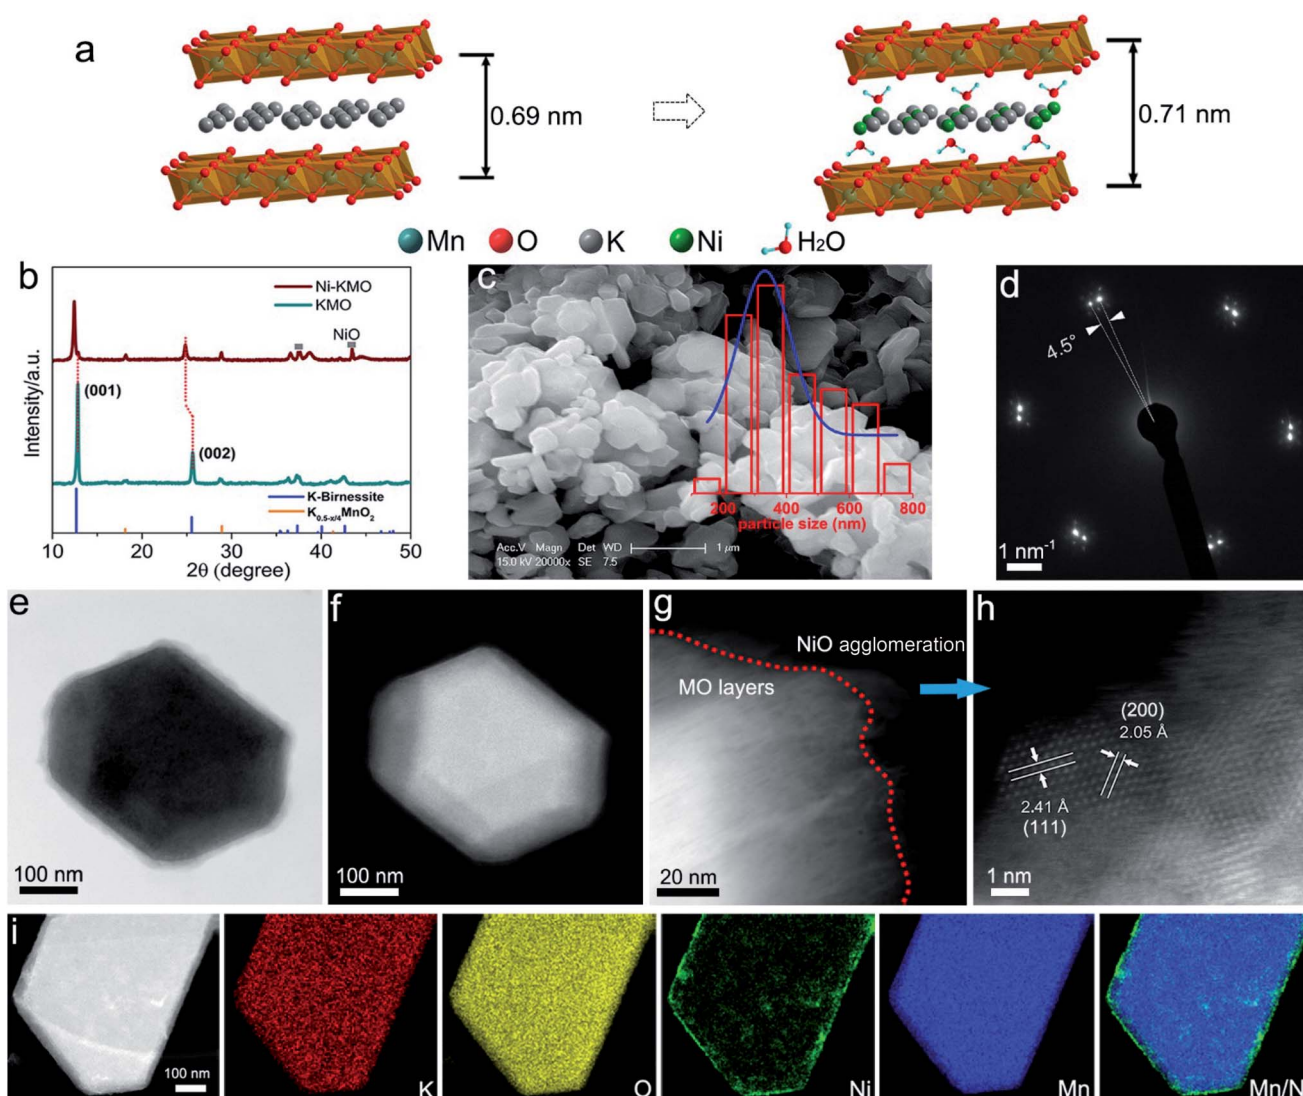 a
0.69 nm
0.71 nm
Mn O K Ni H₂O
b
Ni-KMO
KMO
NiO
(001)
(002)
K-Birnessite
K₀.₅₋ₓ/₄MnO₂
Intensity/a.u.
10 20 30 40 50
2θ (degree)
c
200 400 600 800
particle size (nm)
Acc.V Magn Det WD
15.0 kV 20000x SE 7.5
1 μm
d
4.5°
1 nm⁻¹
e
100 nm
f
100 nm
g
NiO agglomeration
MO layers
20 nm
h
(200)
2.05 Å
2.41 Å
(111)
1 nm
i
100 nm
K
O
Ni
Mn
Mn/N